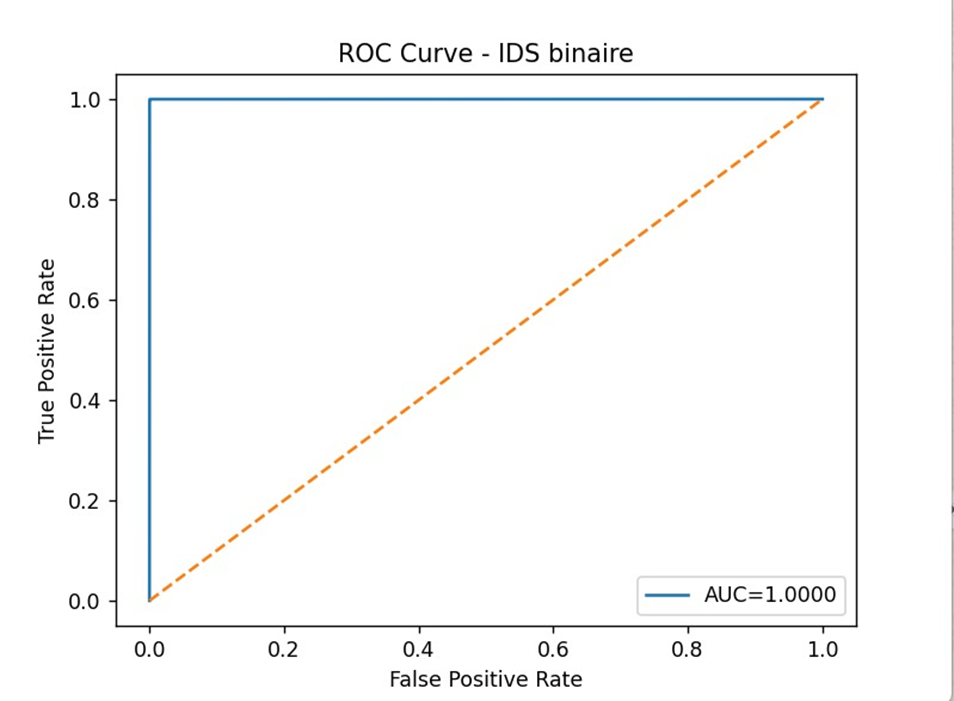 ROC Curve - IDS binaire
True Positive Rate
1.0
0.8
0.6
0.4
0.2
0.0
AUC=1.0000
0.0 0.2 0.4 0.6 0.8 1.0
False Positive Rate